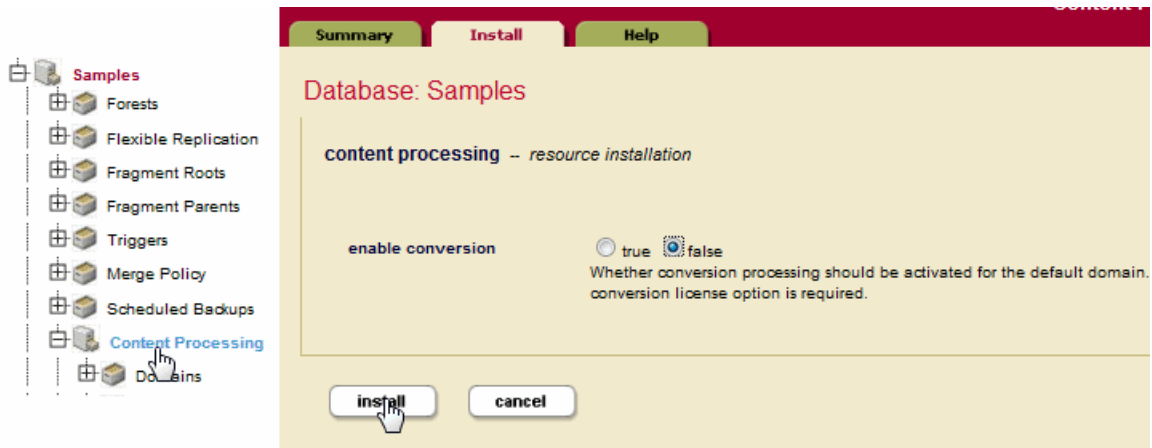 Summary
Install
Help
Samples
Forests
Flexible Replication
Fragment Roots
Fragment Parents
Triggers
Merge Policy
Scheduled Backups
Content Processing
Domains
Database: Samples
content processing -- resource installation
enable conversion
true false
Whether conversion processing should be activated for the default domain.
conversion license option is required.
install
cancel